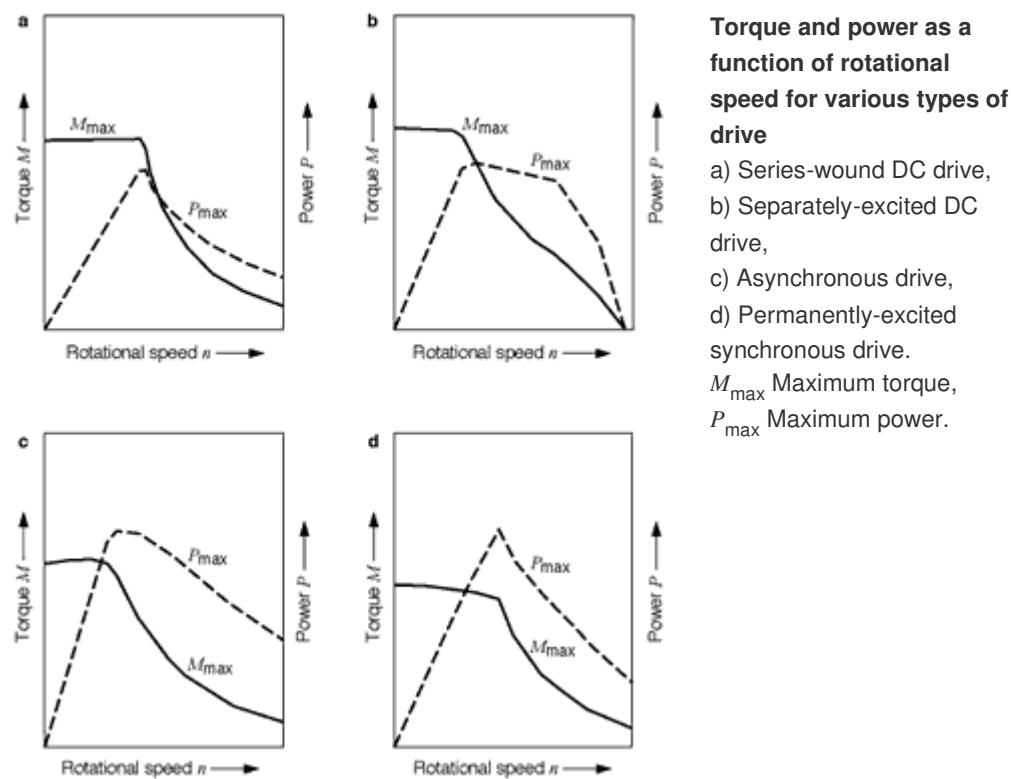 a
b
Torque M
Power P
Torque M
Power P
Mmax
Pmax
Mmax
Pmax
Rotational speed n
Rotational speed n
c
d
Torque M
Power P
Torque M
Power P
Pmax
Mmax
Pmax
Mmax
Rotational speed n
Rotational speed n
Torque and power as a
function of rotational
speed for various types of
drive
a) Series-wound DC drive,
b) Separately-excited DC
drive,
c) Asynchronous drive,
d) Permanently-excited
synchronous drive.
Mmax Maximum torque,
Pmax Maximum power.